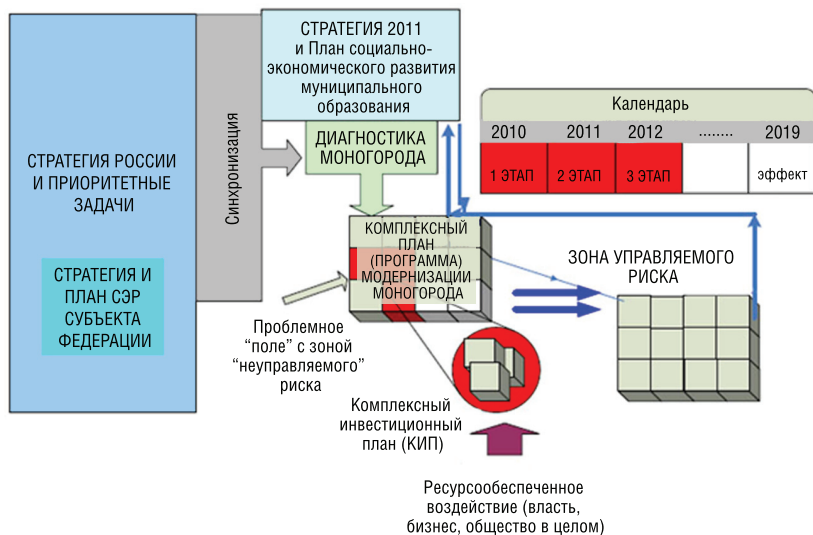 СТРАТЕГИЯ РОССИИ
И ПРИОРИТЕТНЫЕ
ЗАДАЧИ
СТРАТЕГИЯ И
ПЛАН СЭР
СУБЪЕКТА
ФЕДЕРАЦИИ
Синхронизация
СТРАТЕГИЯ 2011
и План социально-
экономического развития
муниципального
образования
ДИАГНОСТИКА
МОНОГОРОДА
Календарь
2010 2011 2012 ........ 2019
1 ЭТАП 2 ЭТАП 3 ЭТАП эффект
КОМПЛЕКСНЫЙ
ПЛАН
(ПРОГРАММА)
МОДЕРНИЗАЦИИ
МОНОГОРОДА
ЗОНА УПРАВЛЯЕМОГО
РИСКА
Проблемное
“поле” с зоной
“неуправляемого”
риска
Комплексный
инвестиционный
план (КИП)
Ресурсообеспеченное
воздействие (власть,
бизнес, общество в целом)